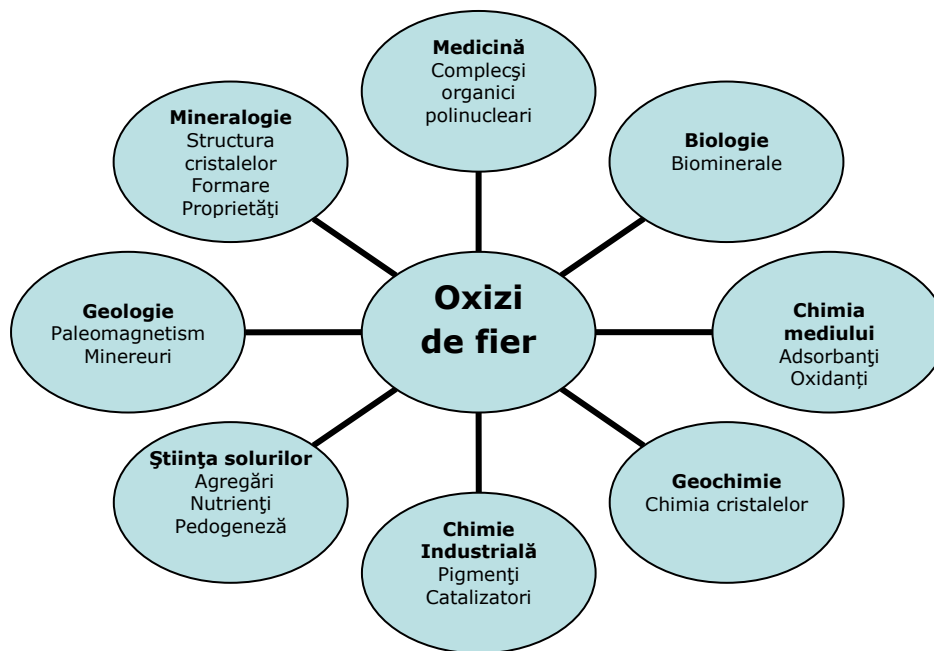 Medicină
Complecşi
organici
polinucleari
Mineralogie
Structura
cristalelor
Formare
Proprietăţi
Biologie
Biominerale
Oxizi
de fier
Geologie
Paleomagnetism
Minereuri
Chimia
mediului
Adsorbanţi
Oxidanți
Ştiinţa solurilor
Agregări
Nutrienţi
Pedogeneză
Geochimie
Chimia cristalelor
Chimie
Industrială
Pigmenţi
Catalizatori